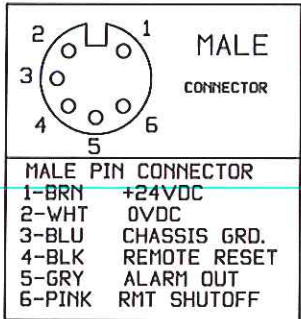 2
1
MALE
3
CONNECTOR
4
6
5
MALE PIN CONNECTOR
1-BRN +24VDC
2-WHT 0VDC
3-BLU CHASSIS GRD.
4-BLK REMOTE RESET
5-GRY ALARM OUT
6-PINK RMT SHUTOFF